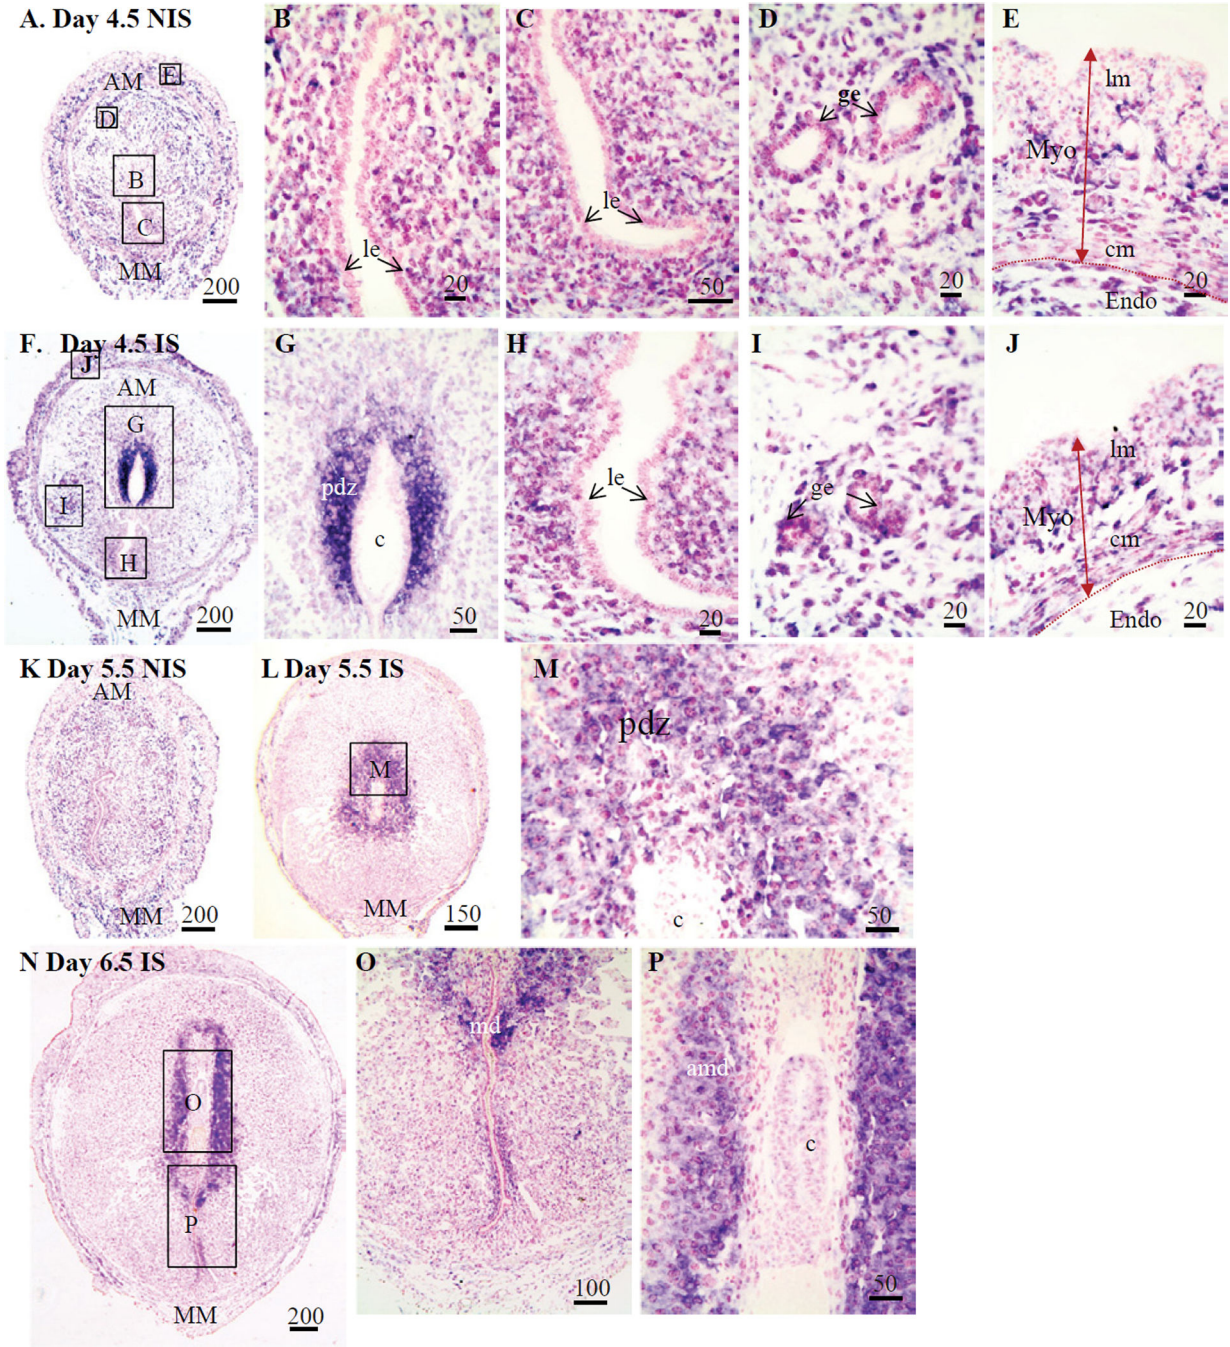 A. Day 4.5 NIS
AM
E
D
B
C
MM
200
B
le
20
C
le
50
D
ge
20
E
lm
Myo
cm
Endo
20
F. Day 4.5 IS
J
AM
G
I
H
MM
200
G
pdz
c
50
H
le
20
I
ge
20
J
lm
Myo
cm
Endo
20
K Day 5.5 NIS
AM
MM
200
L Day 5.5 IS
M
MM
150
M
pdz
c
50
N Day 6.5 IS
O
P
MM
200
O
md
100
P
amd
c
50